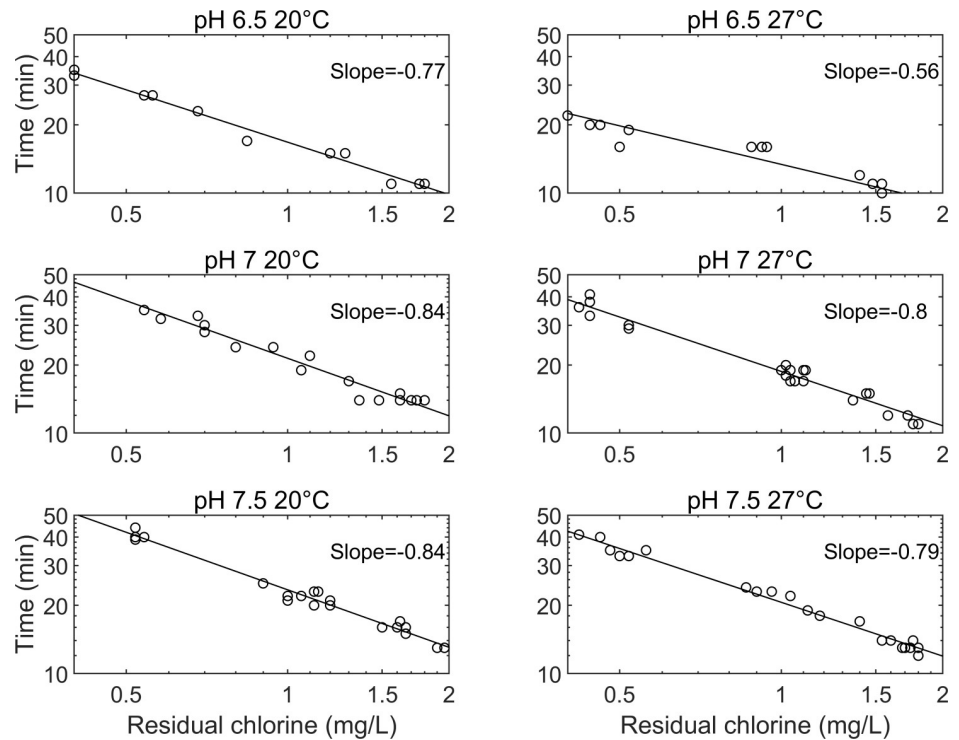 pH 6.5 20°C
50
40
30
20
10
Time (min)
Slope=-0.77
0.5 1 1.5 2
pH 6.5 27°C
50
40
30
20
10
Slope=-0.56
0.5 1 1.5 2
pH 7 20°C
50
40
30
20
10
Time (min)
Slope=-0.84
0.5 1 1.5 2
pH 7 27°C
50
40
30
20
10
Slope=-0.8
0.5 1 1.5 2
pH 7.5 20°C
50
40
30
20
10
Time (min)
Slope=-0.84
0.5 1 1.5 2
Residual chlorine (mg/L)
pH 7.5 27°C
50
40
30
20
10
Slope=-0.79
0.5 1 1.5 2
Residual chlorine (mg/L)